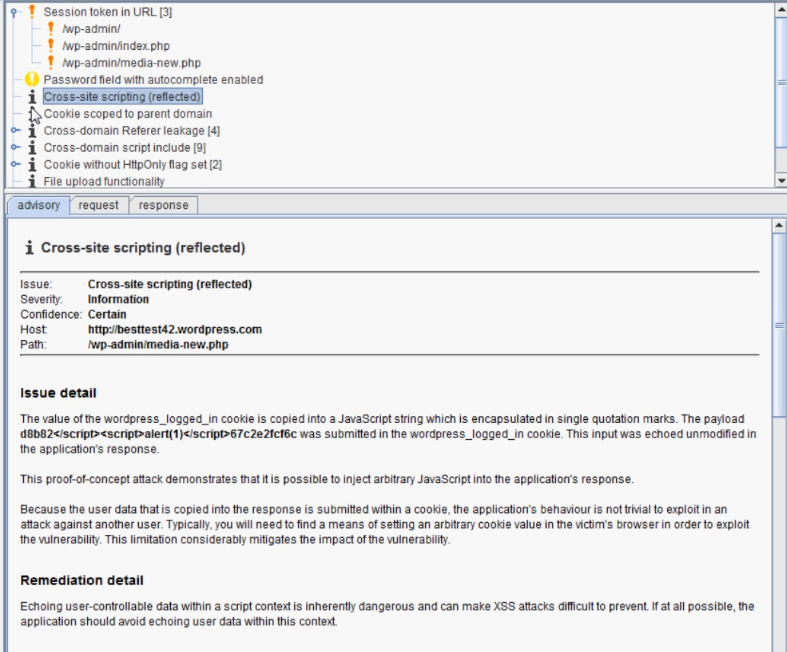 Session token in URL [3]
/wp-admin/
/wp-admin/index.php
/wp-admin/media-new.php
Password field with autocomplete enabled
Cross-site scripting (reflected)
Cookie scoped to parent domain
Cross-domain Referer leakage [4]
Cross-domain script include [9]
Cookie without HttpOnly flag set [2]
File upload functionality
advisory request response
Cross-site scripting (reflected)
Issue: Cross-site scripting (reflected)
Severity: Information
Confidence: Certain
Host: http://besttest42.wordpress.com
Path: /wp-admin/media-new.php
Issue detail
The value of the wordpress_logged_in cookie is copied into a JavaScript string which is encapsulated in single quotation marks. The payload
d8b82</script><script>alert(1)</script>67c2e2fcf6c was submitted in the wordpress_logged_in cookie. This input was echoed unmodified in
the application's response.
This proof-of-concept attack demonstrates that it is possible to inject arbitrary JavaScript into the application's response.
Because the user data that is copied into the response is submitted within a cookie, the application's behaviour is not trivial to exploit in an
attack against another user. Typically, you will need to find a means of setting an arbitrary cookie value in the victim's browser in order to exploit
the vulnerability. This limitation considerably mitigates the impact of the vulnerability.
Remediation detail
Echoing user-controllable data within a script context is inherently dangerous and can make XSS attacks difficult to prevent. If at all possible, the
application should avoid echoing user data within this context.